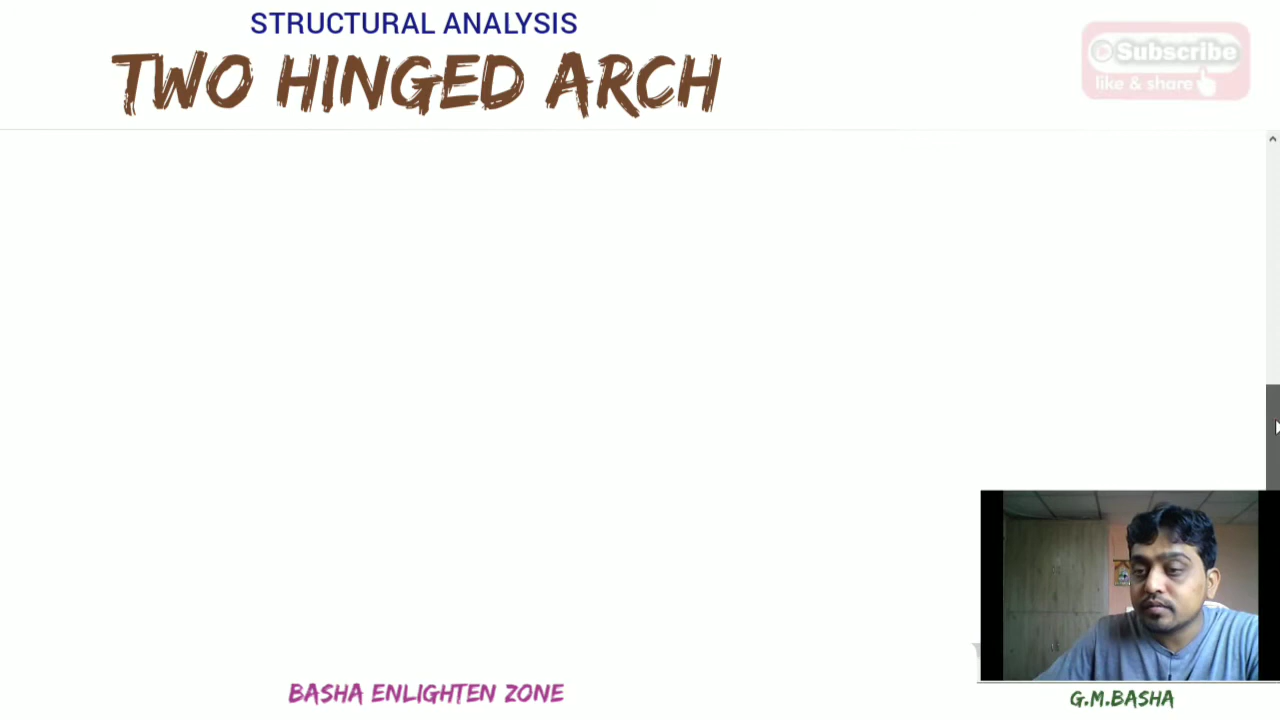 STRUCTURAL ANALYSIS
TWO HINGED ARCH
Subscribe
like & share
BASHA ENLIGHTEN ZONE
G.M.BASHA